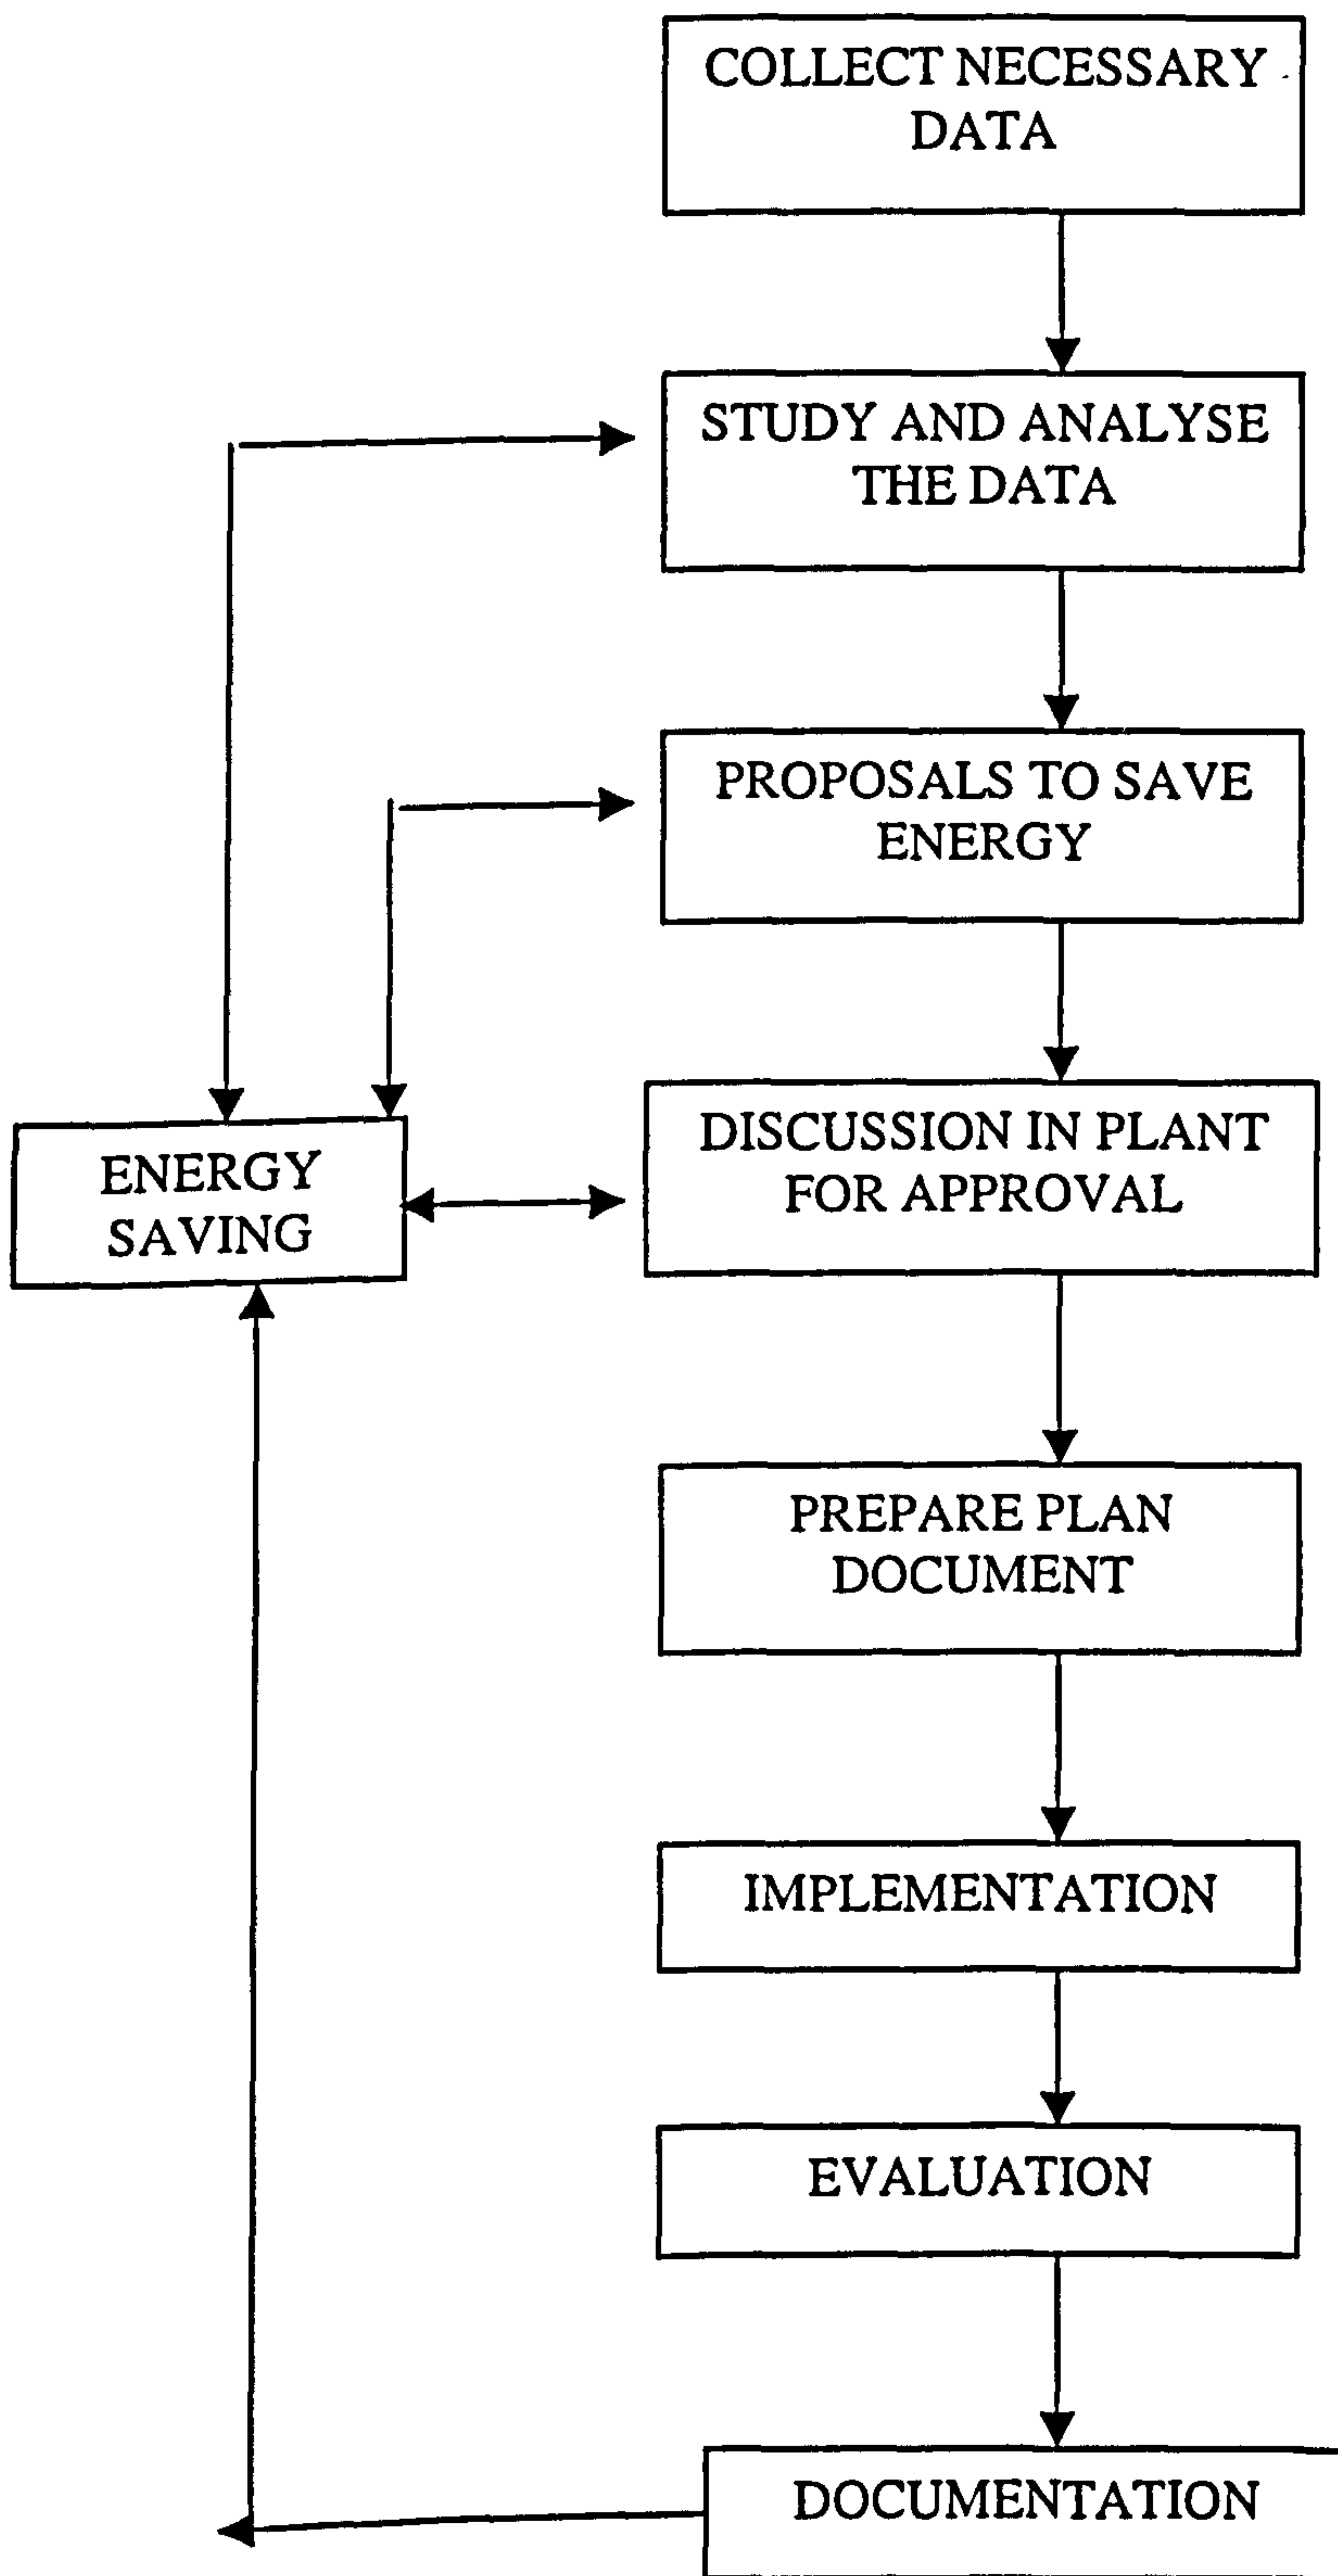 COLLECT NECESSARY
DATA
STUDY AND ANALYSE
THE DATA
PROPOSALS TO SAVE
ENERGY
DISCUSSION IN PLANT
FOR APPROVAL
ENERGY
SAVING
PREPARE PLAN
DOCUMENT
IMPLEMENTATION
EVALUATION
DOCUMENTATION